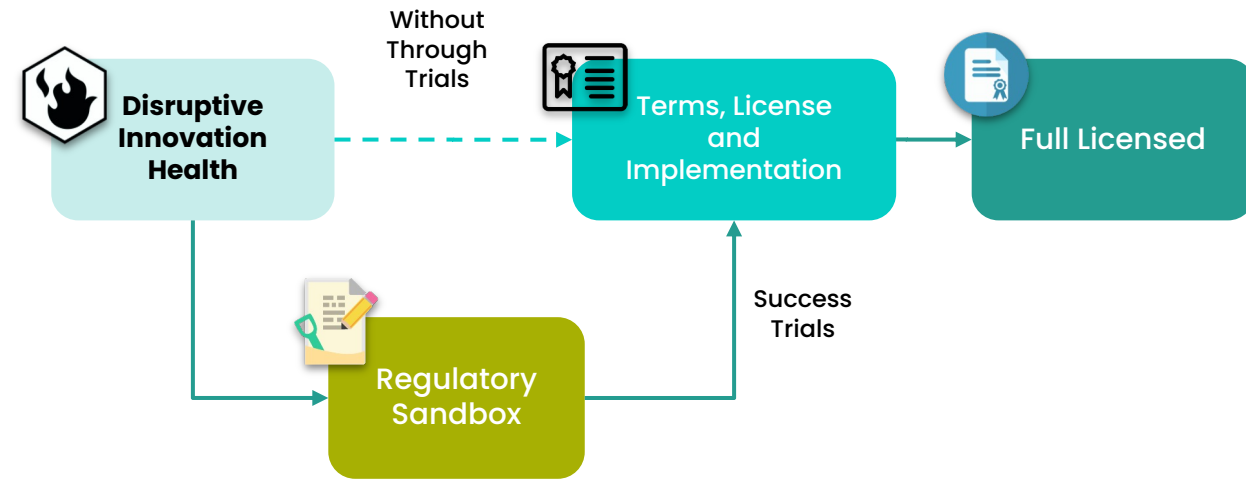 Without
Through
Trials
Disruptive
Innovation
Health
Terms, License
and
Implementation
Full Licensed
Success
Trials
Regulatory
Sandbox